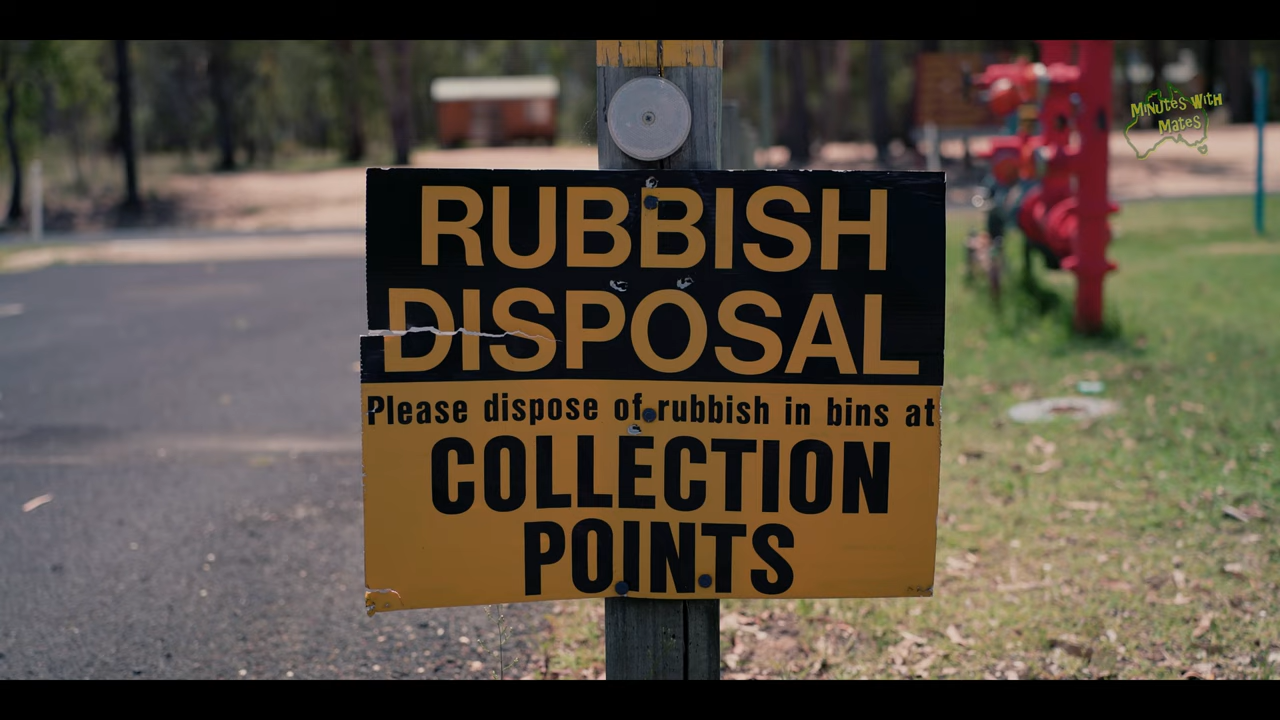 MINUTES WITH
MATES
RUBBISH
DISPOSAL
Please dispose of rubbish in bins at
COLLECTION
POINTS